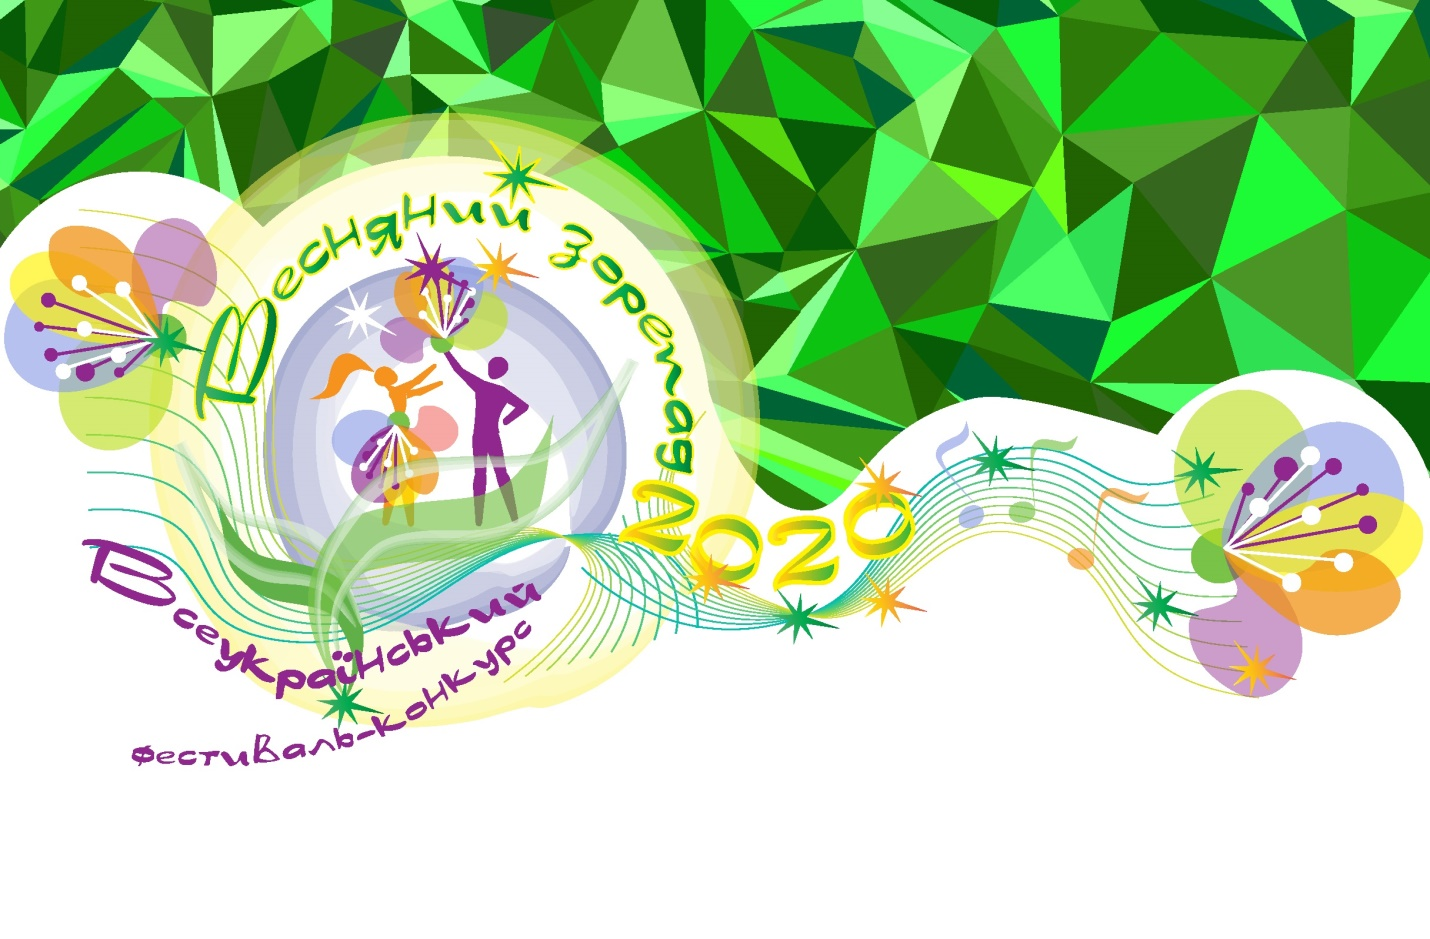 Весняний зорепад
2020
Всеукраїнський
фестиваль-конкурс